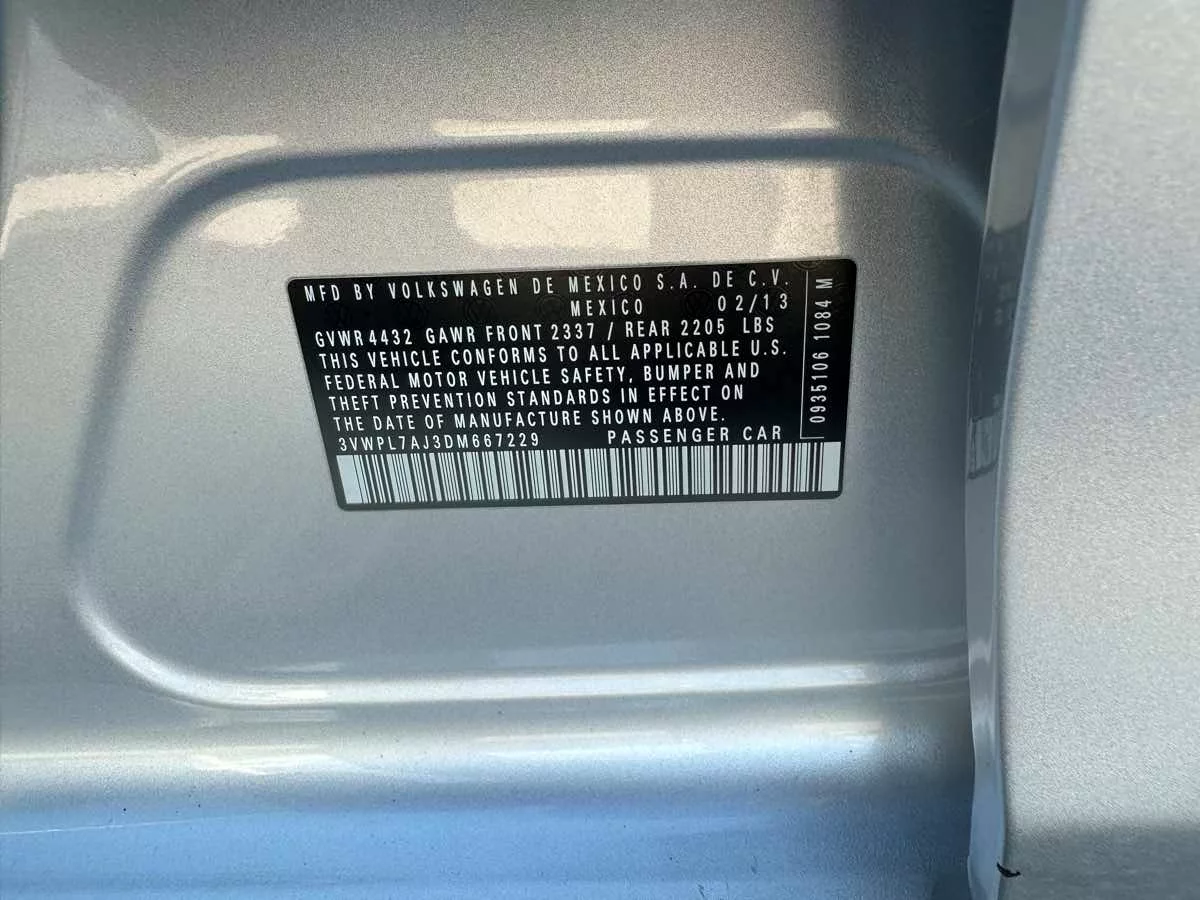 MFD BY VOLKSWAGEN DE MEXICO S.A. DE C.V.
MEXICO 02/13
GVWR 4432 GAWR FRONT 2337 / REAR 2205 LBS
THIS VEHICLE CONFORMS TO ALL APPLICABLE U.S.
FEDERAL MOTOR VEHICLE SAFETY, BUMPER AND
THEFT PREVENTION STANDARDS IN EFFECT ON
THE DATE OF MANUFACTURE SHOWN ABOVE.
3VWPL7AJ3DM667229 PASSENGER CAR
0935106 1084 M